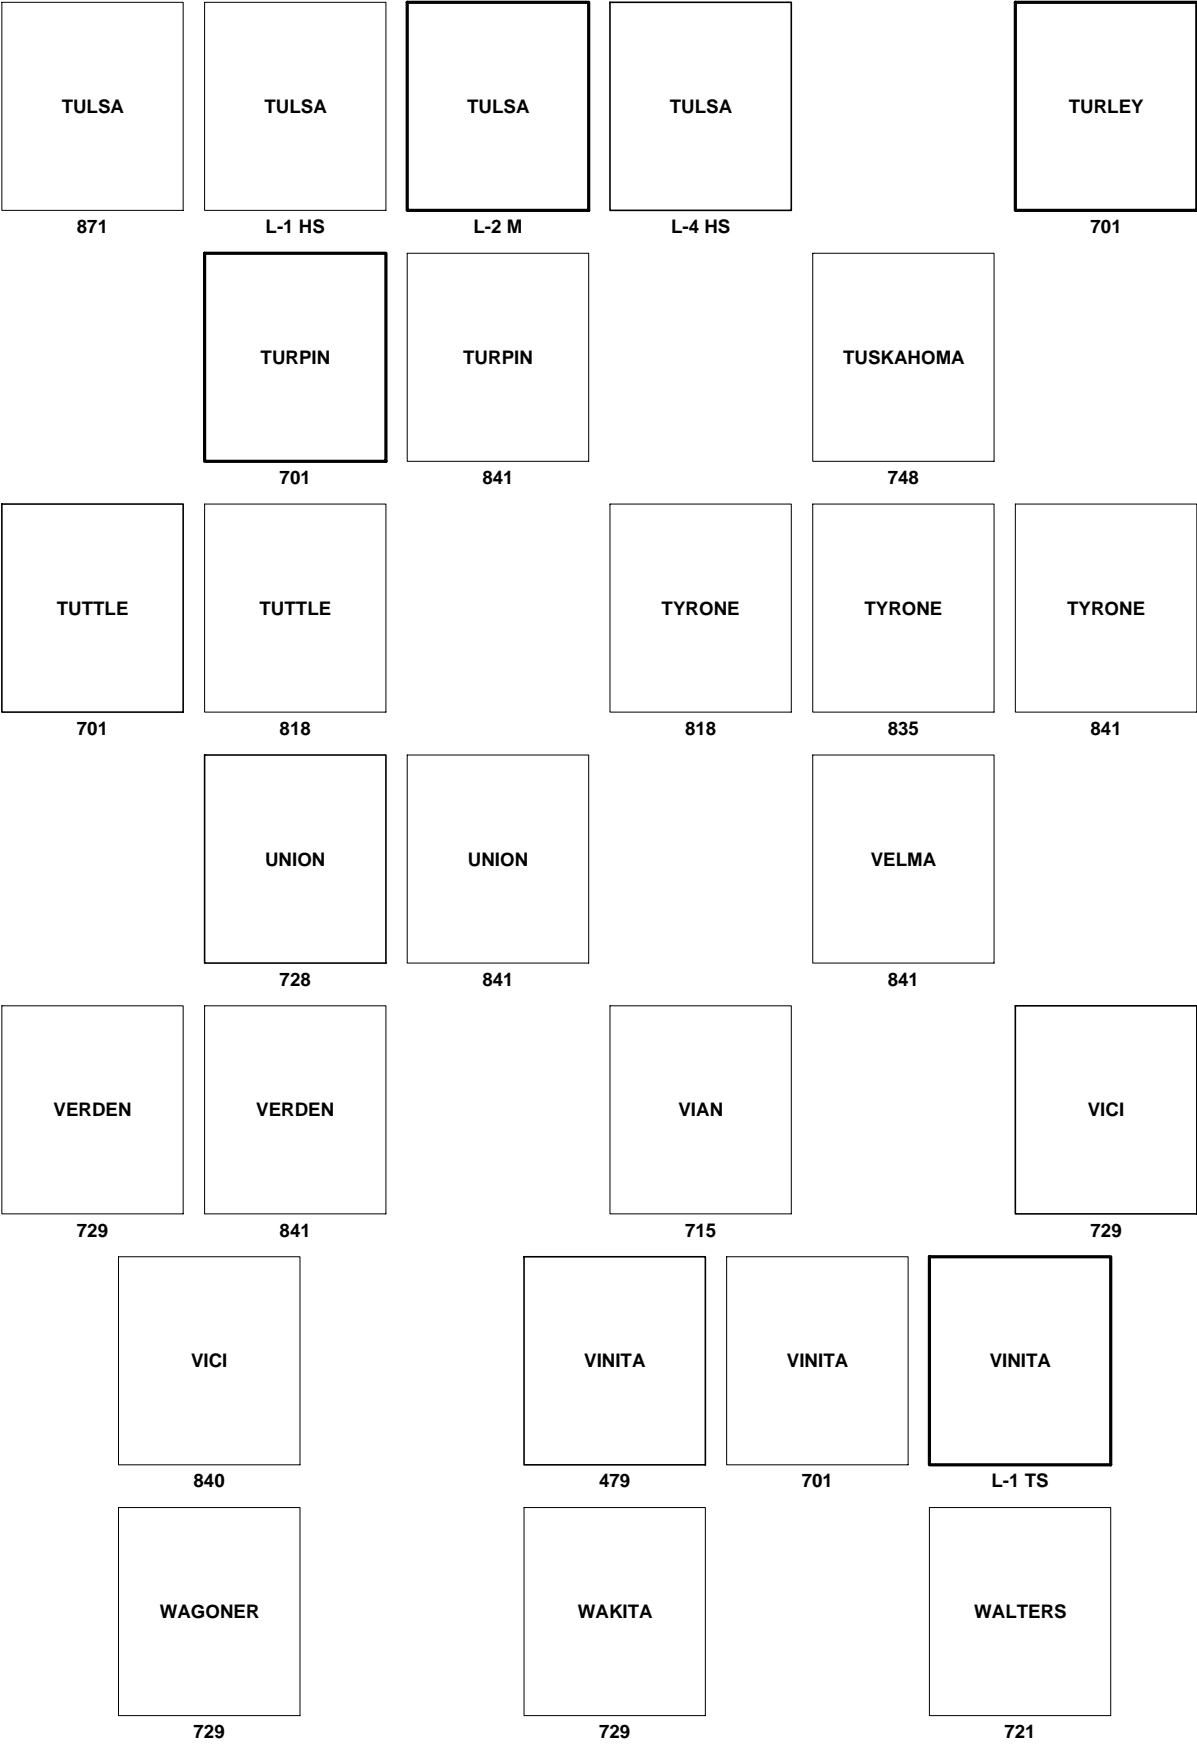 TULSA TULSA TULSA TULSA TURLEY
871 L-1 HS L-2 M L-4 HS 701
TURPIN TURPIN TUSKAHOMA
701 841 748
TUTTLE TUTTLE TYRONE TYRONE TYRONE
701 818 818 835 841
UNION UNION VELMA
728 841 841
VERDEN VERDEN VIAN VICI
729 841 715 729
VICI VINITA VINITA VINITA
840 479 701 L-1 TS
WAGONER WAKITA WALTERS
729 729 721